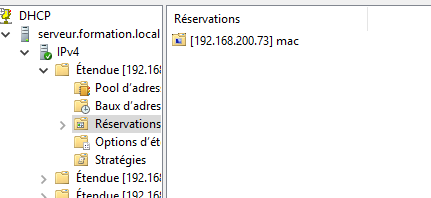 DHCP
serveur.formation.local
IPv4
Étendue [192.168
Pool d'adres
Baux d'adres
Réservations
Options d'ét
Stratégies
Étendue [192.168
Étendue [192.168
Réservations
[192.168.200.73] mac